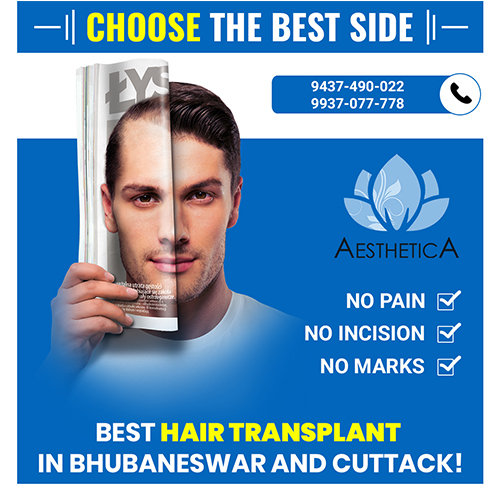 CHOOSE THE BEST SIDE
9437-490-022
9937-077-778
ŁYS
AESTHETICA
NO PAIN
NO INCISION
NO MARKS
BEST HAIR TRANSPLANT
IN BHUBANESWAR AND CUTTACK!